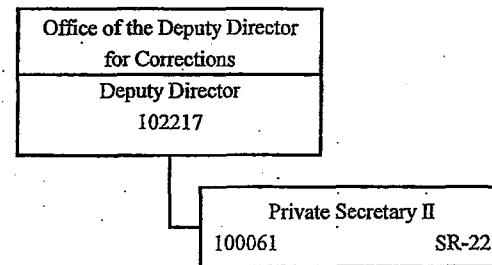 Office of the Deputy Director
for Corrections
Deputy Director
102217
Private Secretary II
100061 SR-22